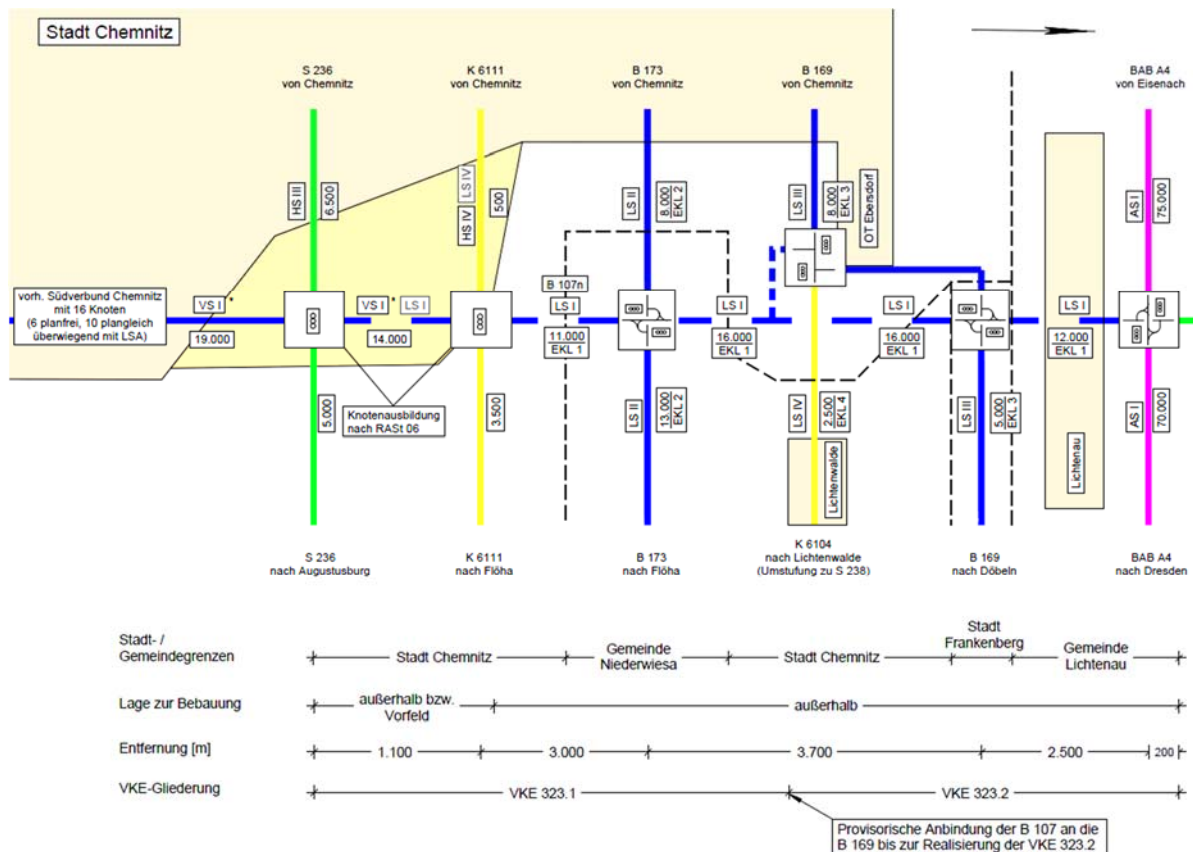 Stadt Chemnitz
S 236
von Chemnitz
K 6111
von Chemnitz
B 173
von Chemnitz
B 169
von Chemnitz
BAB A4
von Eisenach
HS III
6.500
HS IV
LS IV
500
LS II
8.000
EKL 2
LS III
8.000
EKL 3
OT Ebersdorf
AS I
75.000
vorh. Südverbund Chemnitz
mit 16 Knoten
(6 planfrei, 10 plangleich
überwiegend mit LSA)
VS I *
19.000
VS I *
LS I
14.000
B 107n
LS I
11.000
EKL 1
LS I
16.000
EKL 1
LS I
16.000
EKL 1
LS I
12.000
EKL 1
5.000
Knotenausbildung
nach RASt 06
3.500
LS II
13.000
EKL 2
LS IV
2.500
EKL 4
Lichtenwalde
LS III
5.000
EKL 3
Lichtenau
AS I
70.000
S 236
nach Augustusburg
K 6111
nach Flöha
B 173
nach Flöha
K 6104
nach Lichtenwalde
(Umstufung zu S 238)
B 169
nach Döbeln
BAB A4
nach Dresden
Stadt- /
Gemeindegrenzen
Stadt Chemnitz
Gemeinde
Niederwiesa
Stadt Chemnitz
Stadt
Frankenberg
Gemeinde
Lichtenau
Lage zur Bebauung
außerhalb bzw.
Vorfeld
außerhalb
Entfernung [m]
1.100
3.000
3.700
2.500
200
VKE-Gliederung
VKE 323.1
VKE 323.2
Provisorische Anbindung der B 107 an die
B 169 bis zur Realisierung der VKE 323.2